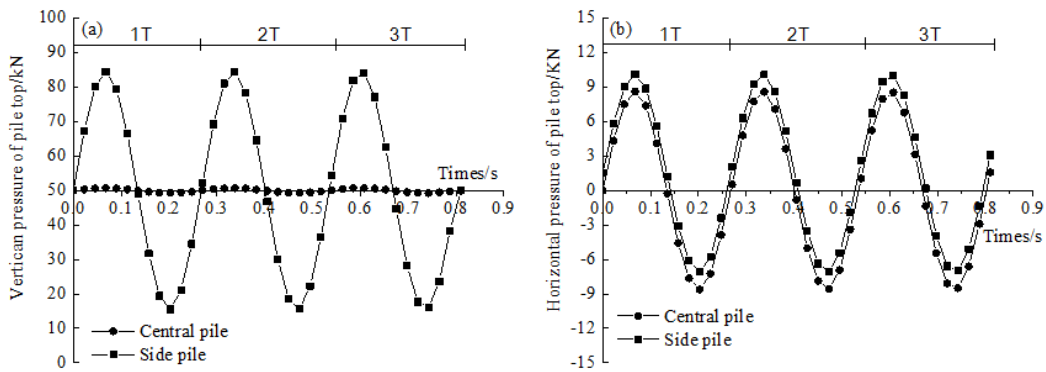 (a)
1T 2T 3T
Vertican pressure of pile top/kN
100
90
80
70
60
50
40
30
20
10
0
Times/s
0.0 0.1 0.2 0.3 0.4 0.5 0.6 0.7 0.8 0.9
Central pile
Side pile
(b)
1T 2T 3T
Horizontal pressure of pile top/KN
15
12
9
6
3
0
-3
-6
-9
-12
-15
0.0 0.1 0.2 0.3 0.4 0.5 0.6 0.7 0.8 0.9
Times/s
Central pile
Side pile